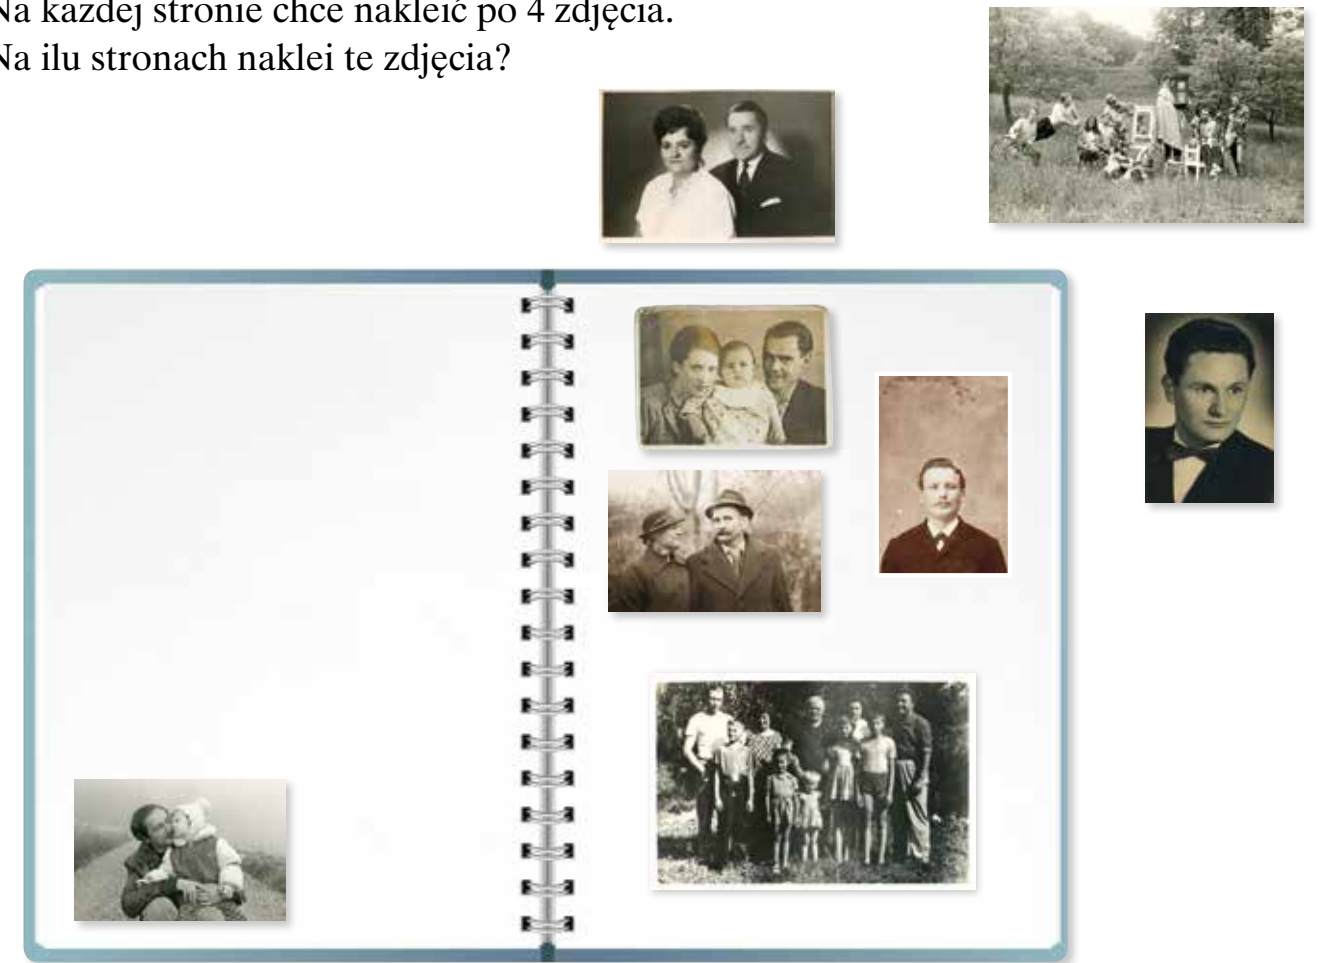 Na każdej stronie chce nakleić po 4 zdjęcia.
Na ilu stronach naklei te zdjęcia?